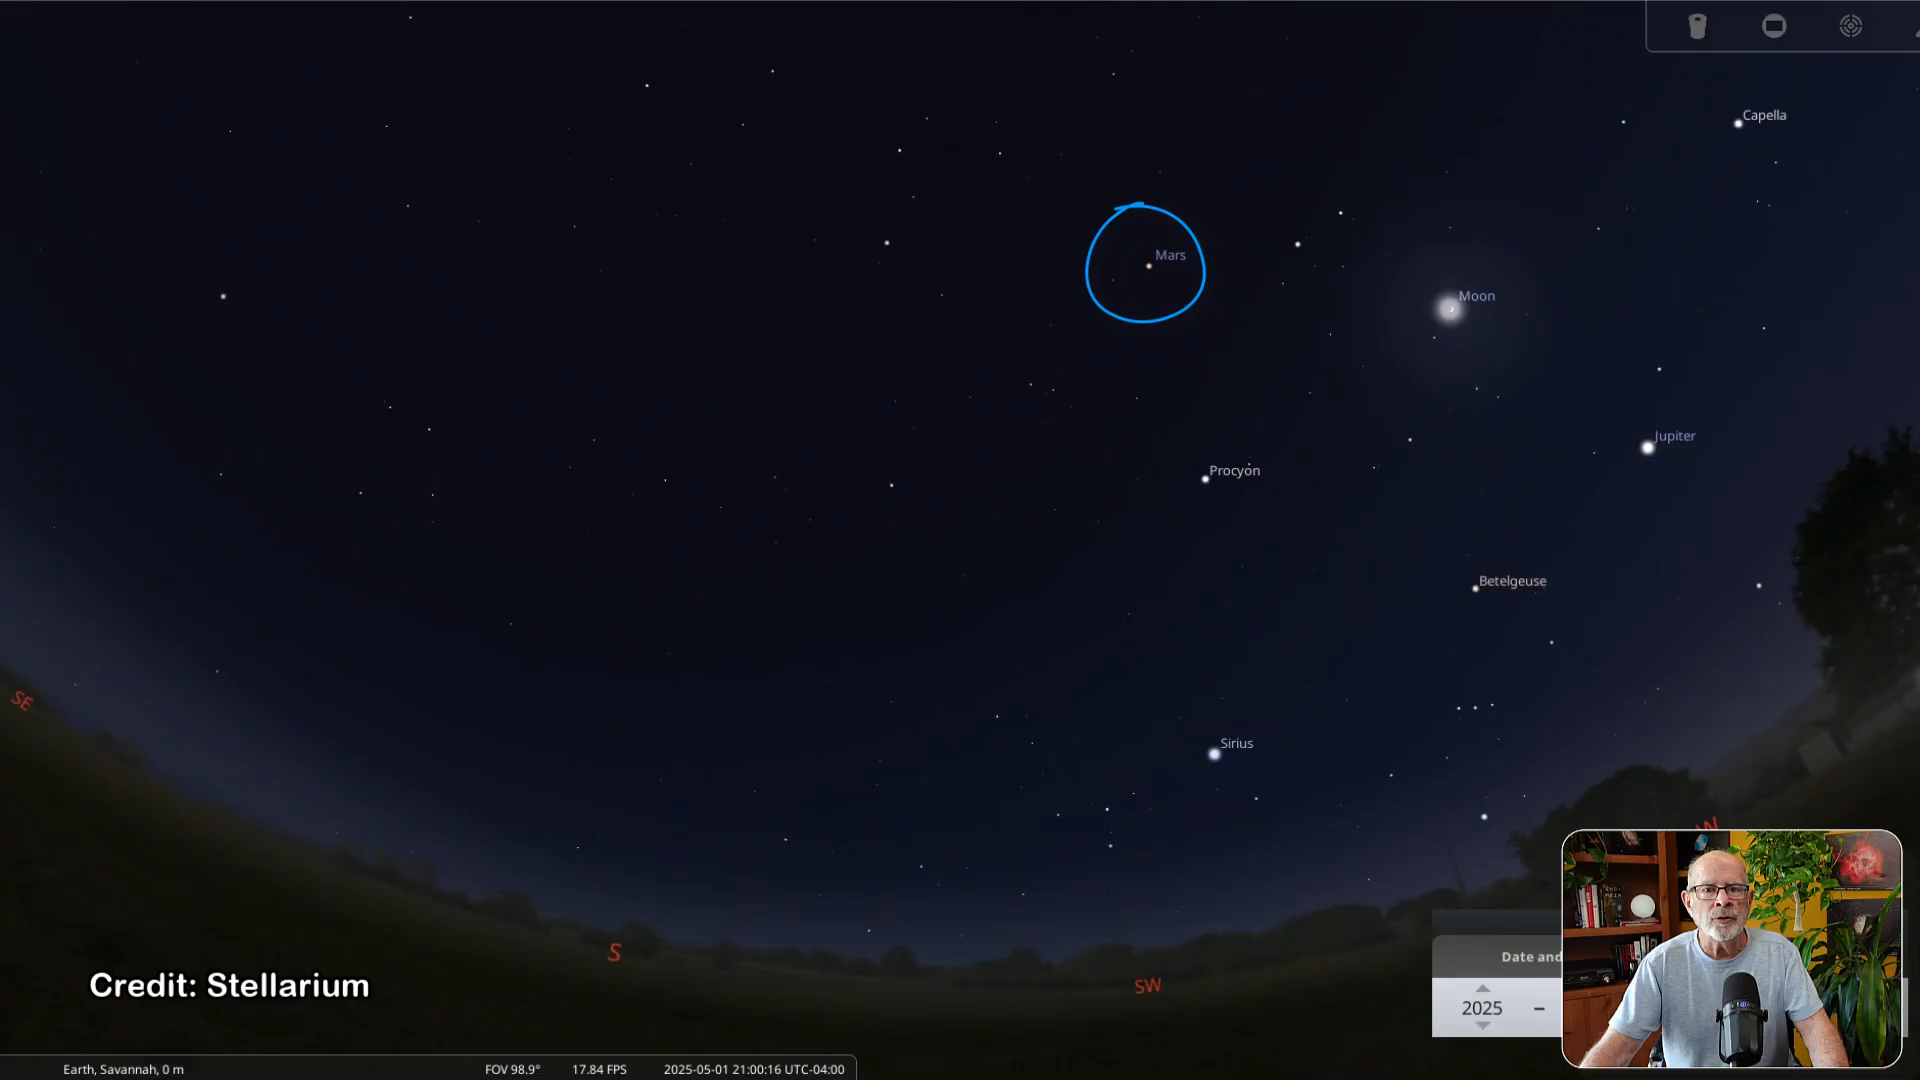 Capella
Mars
Moon
Jupiter
Procyon
Betelgeuse
Sirius
SE
W
S
SW
Credit: Stellarium
Date and
2025 –
Earth, Savannah, 0 m FOV 98.9° 17.84 FPS 2025-05-01 21:00:16 UTC-04:00